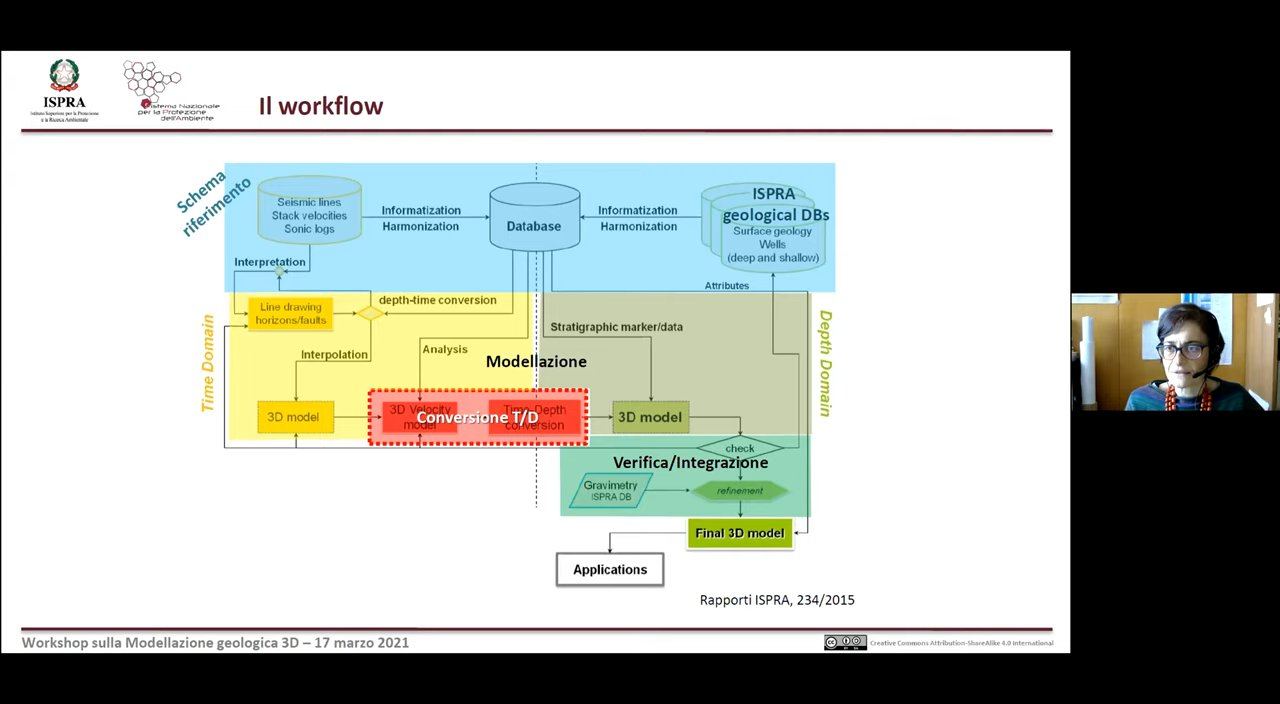 ISPRA
Istituto Superiore per la Protezione
e la Ricerca Ambientale
Sistema Nazionale
per la Protezione
dell'Ambiente
Il workflow
Schema
riferimento
Seismic lines
Stack velocities
Sonic logs
Informatization
Harmonization
Database
Informatization
Harmonization
ISPRA
geological DBs
Surface geology
Wells
(deep and shallow)
Interpretation
Attributes
Line drawing
horizons/faults
depth-time conversion
Stratigraphic marker/data
Time Domain
Depth Domain
Interpolation
Analysis
Modellazione
3D model
3D Velocity
model
Time-Depth
conversion
Conversione T/D
3D model
check
Verifica/Integrazione
Gravimetry
ISPRA DB
refinement
Final 3D model
Applications
Rapporti ISPRA, 234/2015
Workshop sulla Modellazione geologica 3D – 17 marzo 2021
cc
BY SA
Creative Commons Attribution-ShareAlike 4.0 International